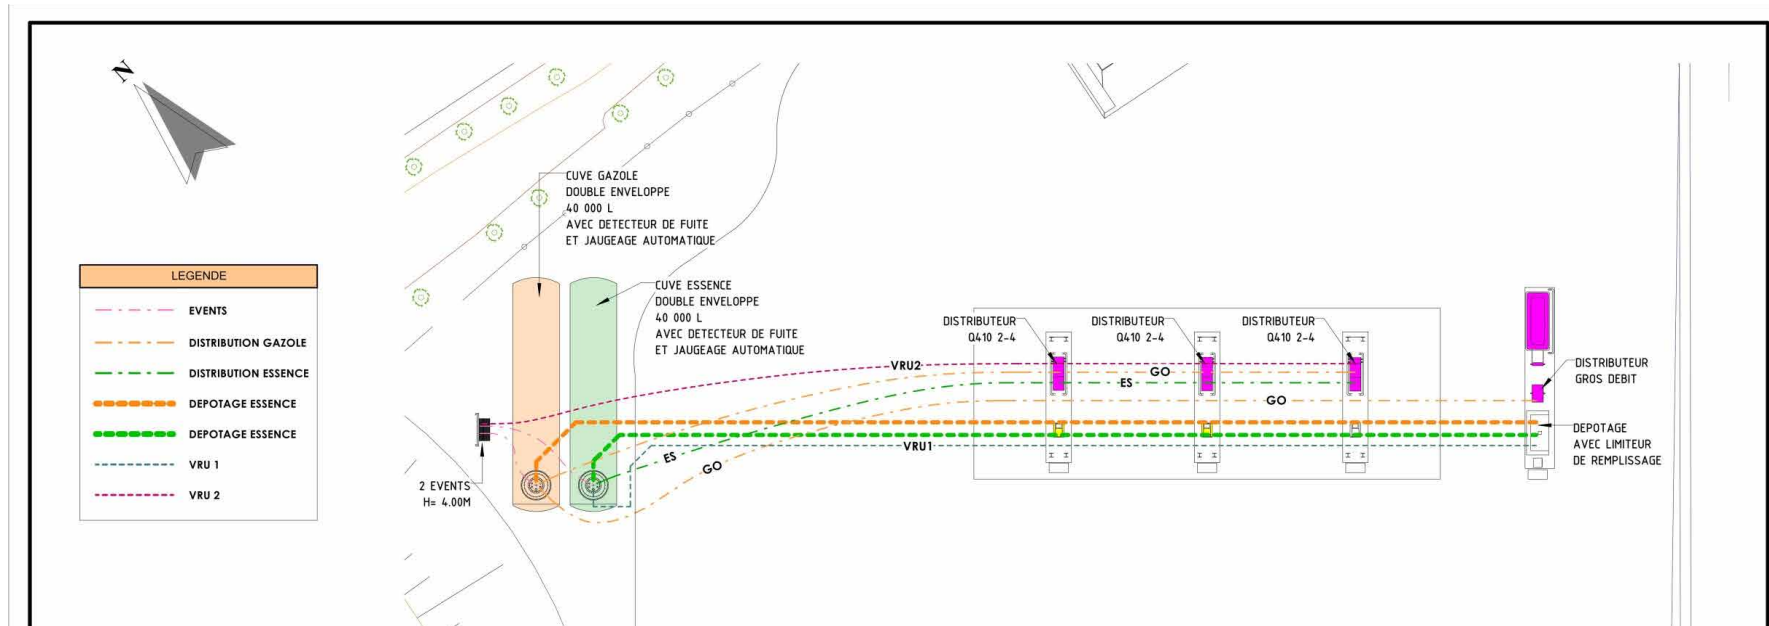 N
CUVE GAZOLE
DOUBLE ENVELOPPE
40 000 L
AVEC DETECTEUR DE FUITE
ET JAUGEAGE AUTOMATIQUE
LEGENDE
EVENTS
DISTRIBUTION GAZOLE
DISTRIBUTION ESSENCE
DEPOTAGE ESSENCE
DEPOTAGE ESSENCE
VRU 1
VRU 2
CUVE ESSENCE
DOUBLE ENVELOPPE
40 000 L
AVEC DETECTEUR DE FUITE
ET JAUGEAGE AUTOMATIQUE
DISTRIBUTEUR
Q410 2-4
DISTRIBUTEUR
Q410 2-4
DISTRIBUTEUR
Q410 2-4
DISTRIBUTEUR
GROS DEBIT
VRU2
GO
ES
GO
DEPOTAGE
AVEC LIMITEUR
DE REMPLISSAGE
VRU1
ES
GO
2 EVENTS
H= 4.00M